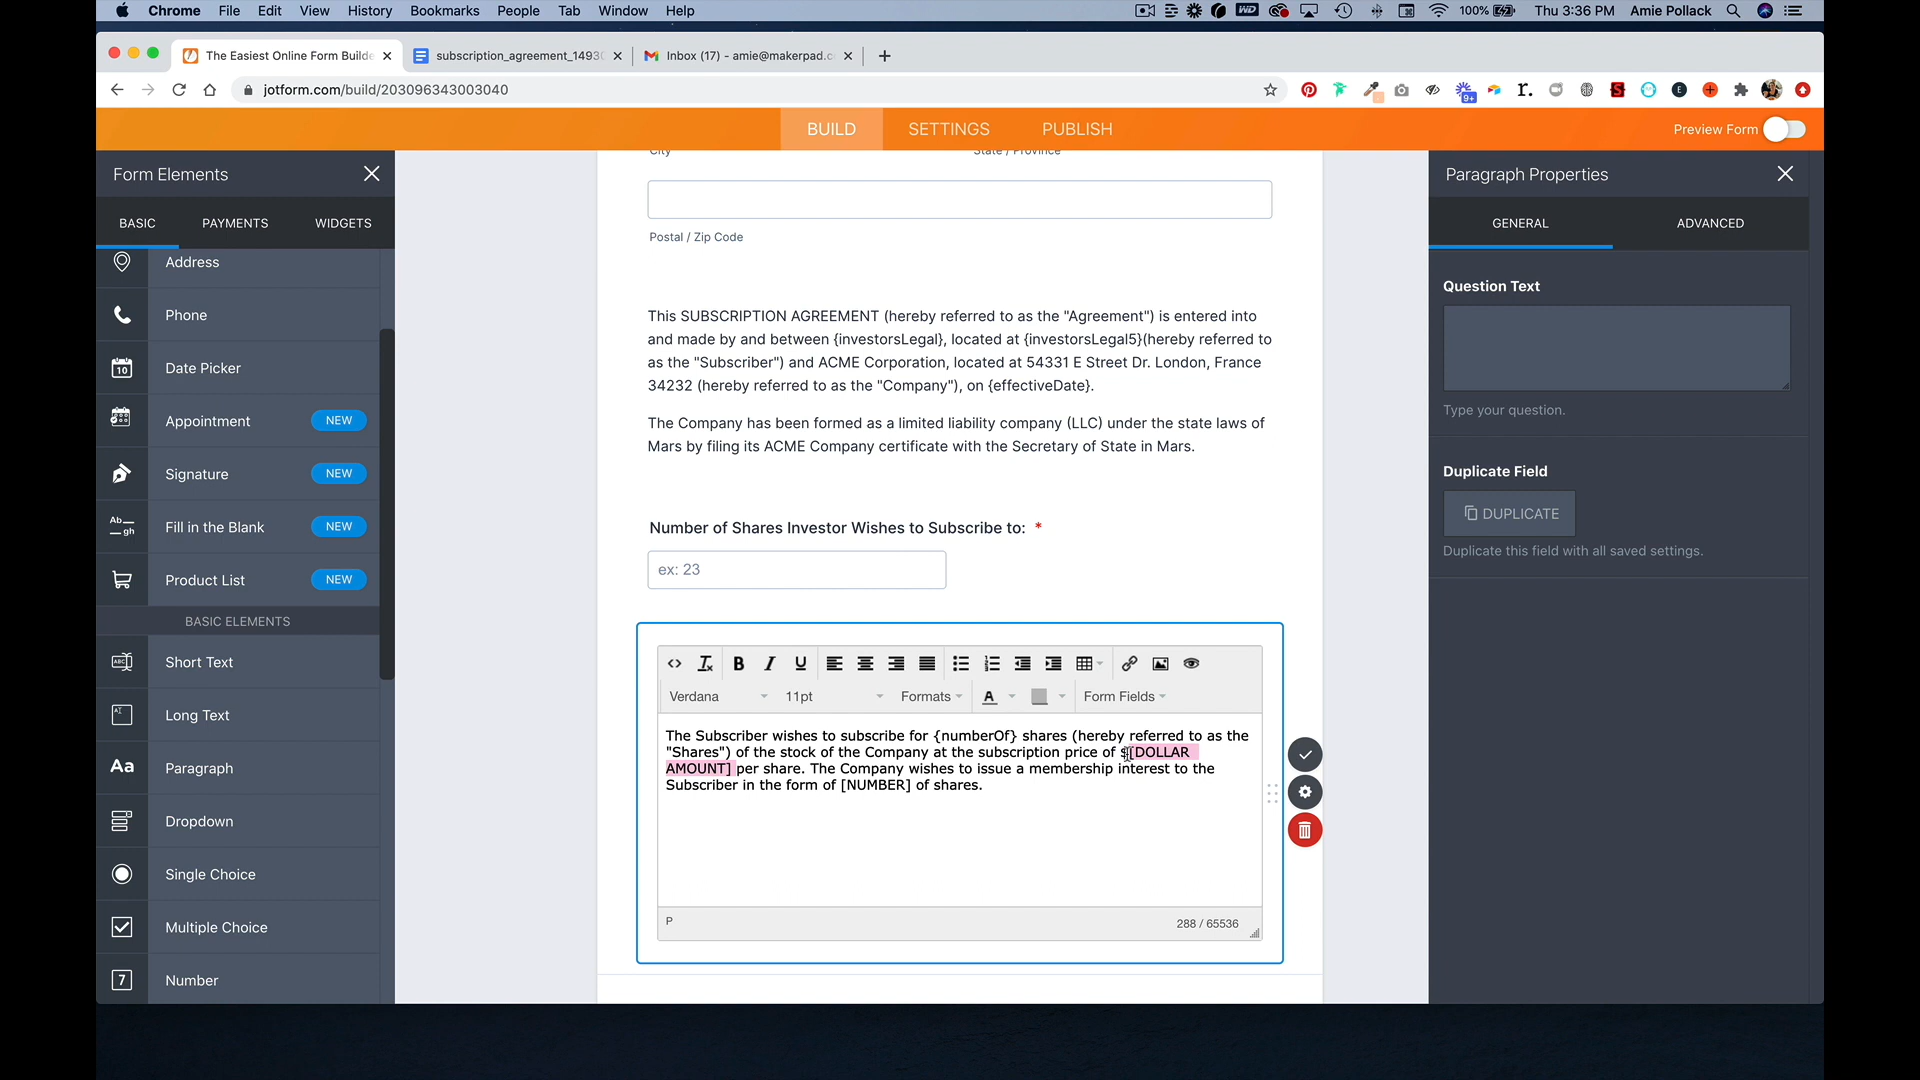 Chrome File Edit View History Bookmarks People Tab Window Help 100% Thu 3:36 PM Amie Pollack
The Easiest Online Form Builde subscription_agreement_1493 Inbox (17) - amie@makerpad.c
jotform.com/build/203096343003040
BUILD SETTINGS PUBLISH Preview Form
Form Elements
BASIC PAYMENTS WIDGETS
Address
Phone
Date Picker
Appointment NEW
Signature NEW
Fill in the Blank NEW
Product List NEW
BASIC ELEMENTS
Short Text
Long Text
Paragraph
Dropdown
Single Choice
Multiple Choice
Number
City State / Province
Postal / Zip Code
This SUBSCRIPTION AGREEMENT (hereby referred to as the "Agreement") is entered into
and made by and between {investorsLegal}, located at {investorsLegal5}(hereby referred to
as the "Subscriber") and ACME Corporation, located at 54331 E Street Dr. London, France
34232 (hereby referred to as the "Company"), on {effectiveDate}.
The Company has been formed as a limited liability company (LLC) under the state laws of
Mars by filing its ACME Company certificate with the Secretary of State in Mars.
Number of Shares Investor Wishes to Subscribe to: *
ex: 23
Verdana 11pt Formats A Form Fields
The Subscriber wishes to subscribe for {numberOf} shares (hereby referred to as the
"Shares") of the stock of the Company at the subscription price of $[DOLLAR
AMOUNT] per share. The Company wishes to issue a membership interest to the
Subscriber in the form of [NUMBER] of shares.
P 288 / 65536
Paragraph Properties
GENERAL ADVANCED
Question Text
Type your question.
Duplicate Field
DUPLICATE
Duplicate this field with all saved settings.